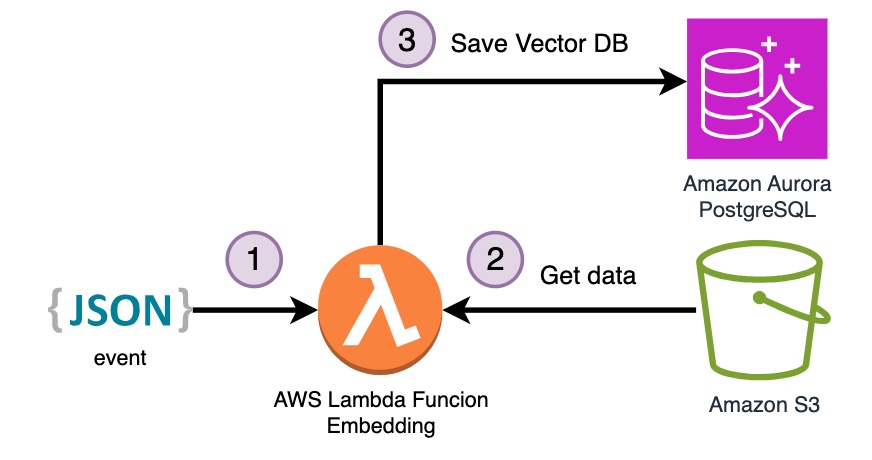 3
Save Vector DB
Amazon Aurora
PostgreSQL
1
2
Get data
{JSON}
event
AWS Lambda Funcion
Embedding
Amazon S3